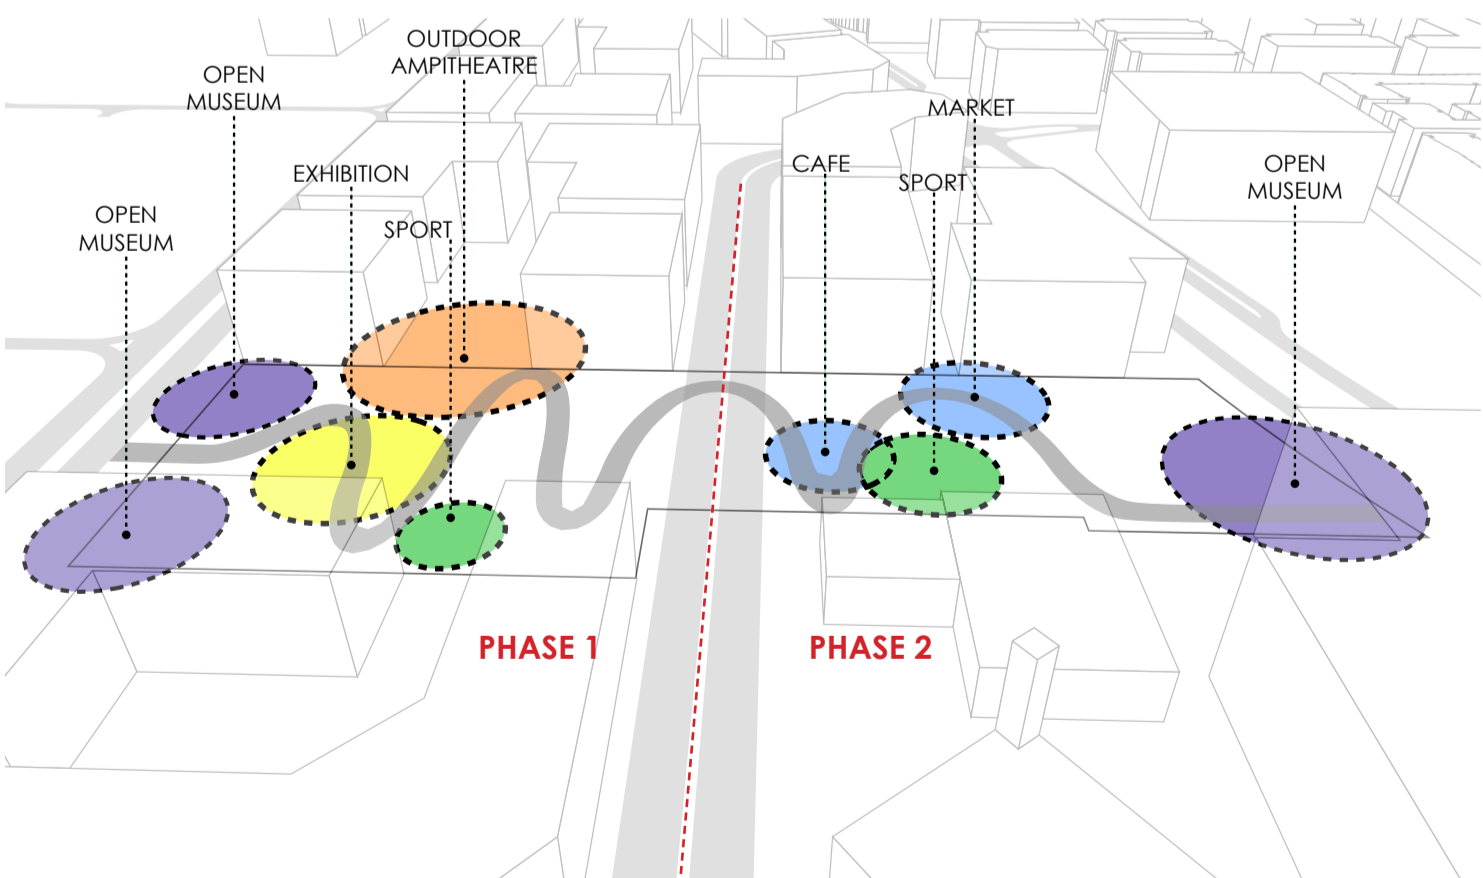 OUTDOOR
AMPITHEATRE
OPEN
MUSEUM
MARKET
CAFE
SPORT
OPEN
MUSEUM
EXHIBITION
OPEN
MUSEUM
SPORT
PHASE 1
PHASE 2